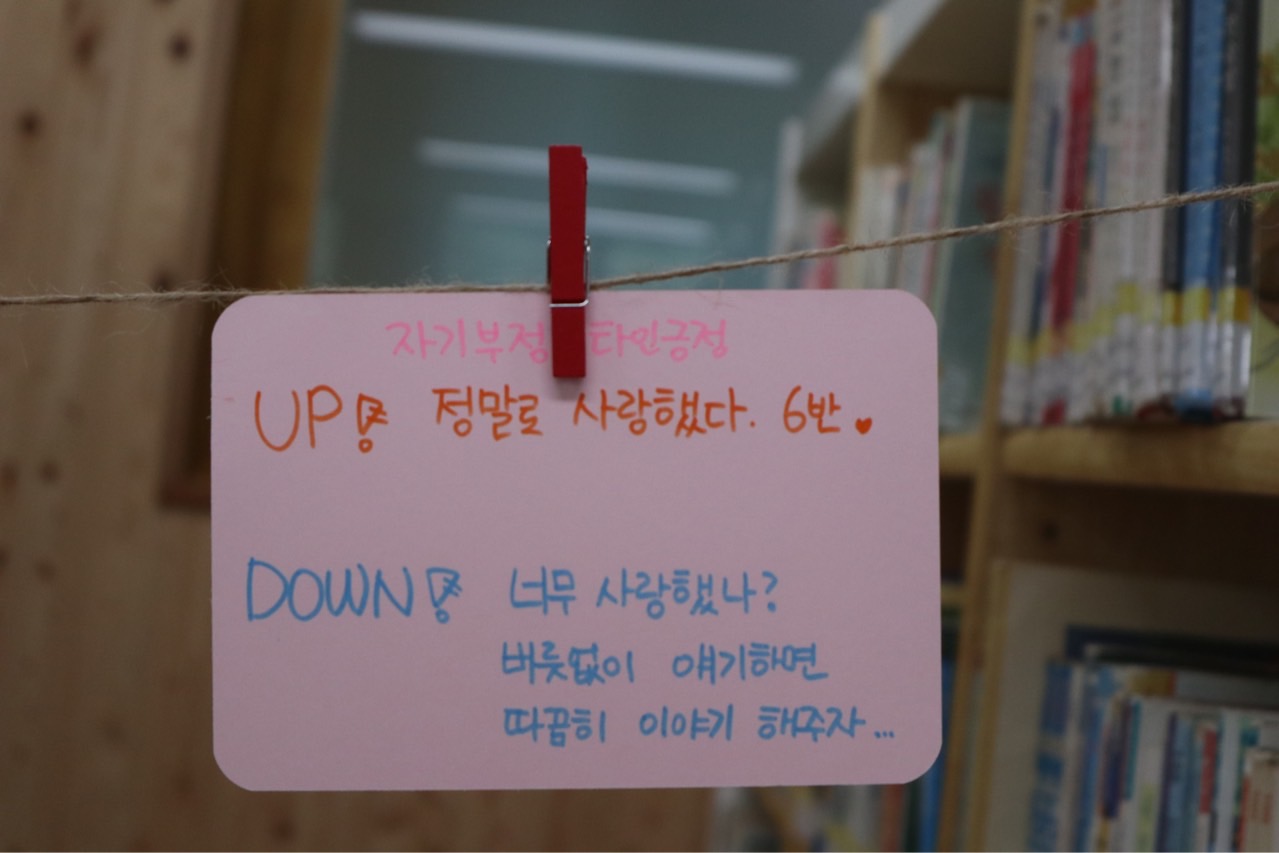 자기부정 타인긍정
UP! 정말로 사랑했다. 6반♥
DOWN! 너무 사랑했나?
버릇없이 얘기하면
따끔히 이야기 해주자...